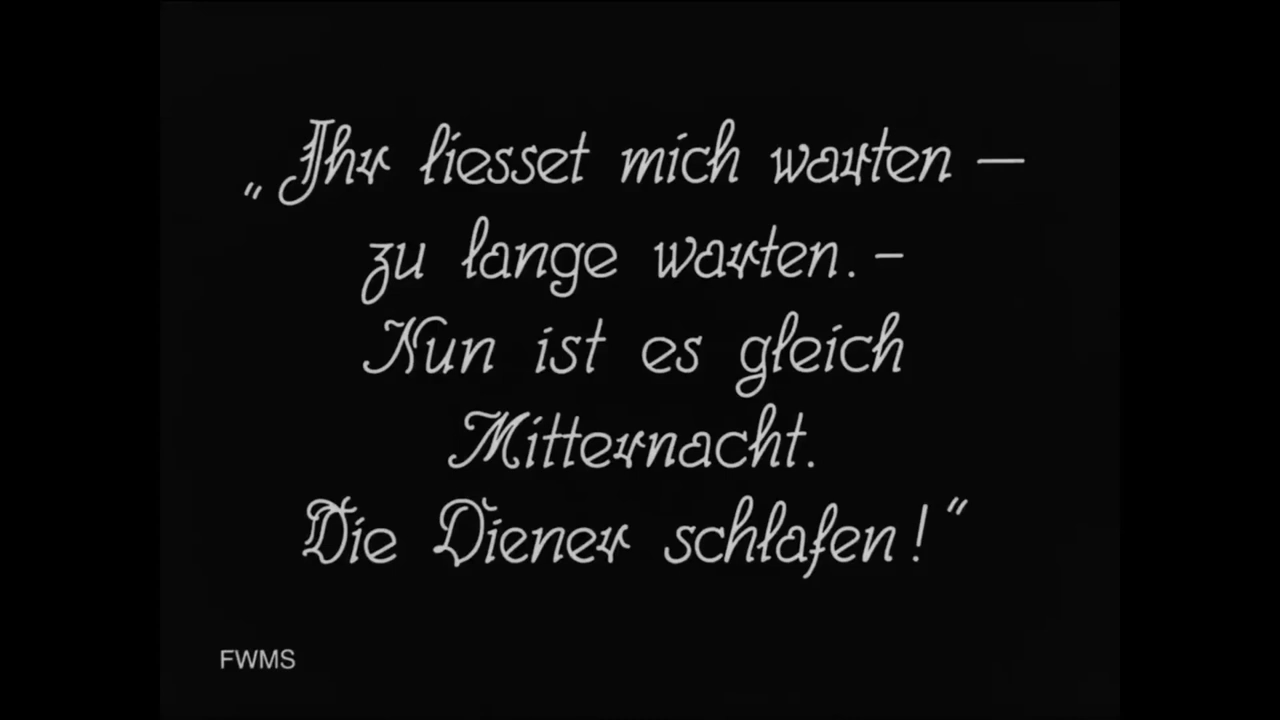 „Ihr liesset mich warten —
zu lange warten. –
Nun ist es gleich
Mitternacht.
Die Diener schlafen!“
FWMS